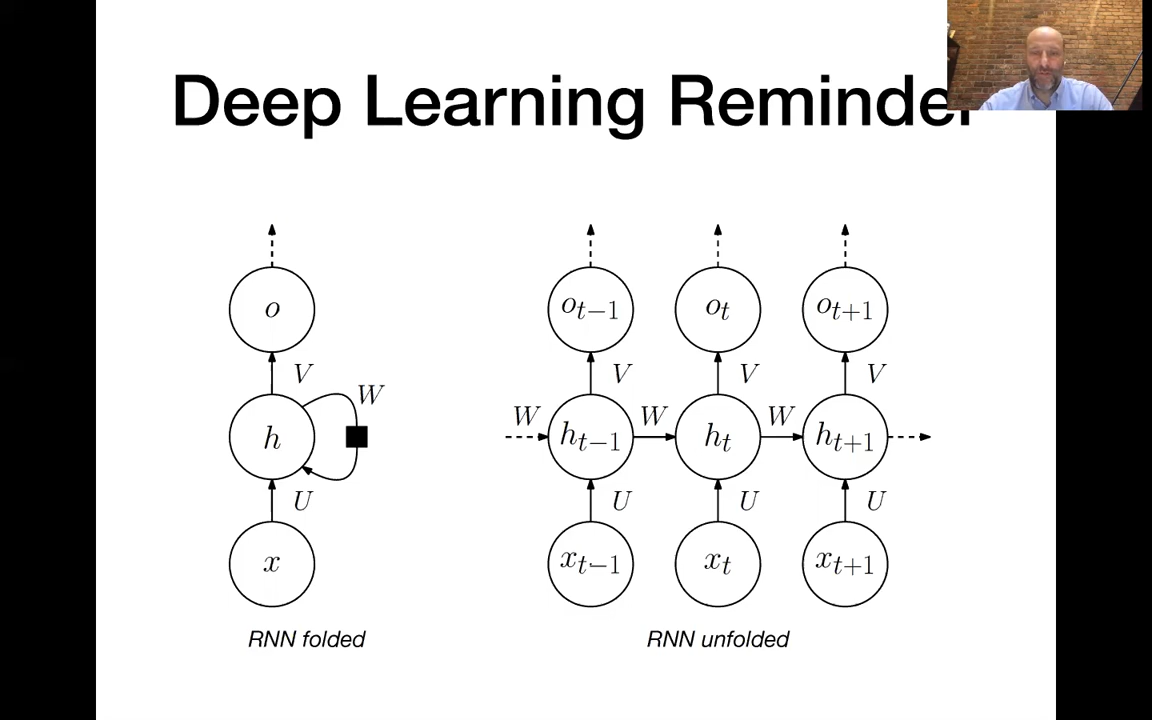 Deep Learning Reminder
o
V
W
h
U
x
RNN folded
o_{t-1} o_t o_{t+1}
V V V
W h_{t-1} W h_t W h_{t+1}
U U U
x_{t-1} x_t x_{t+1}
RNN unfolded